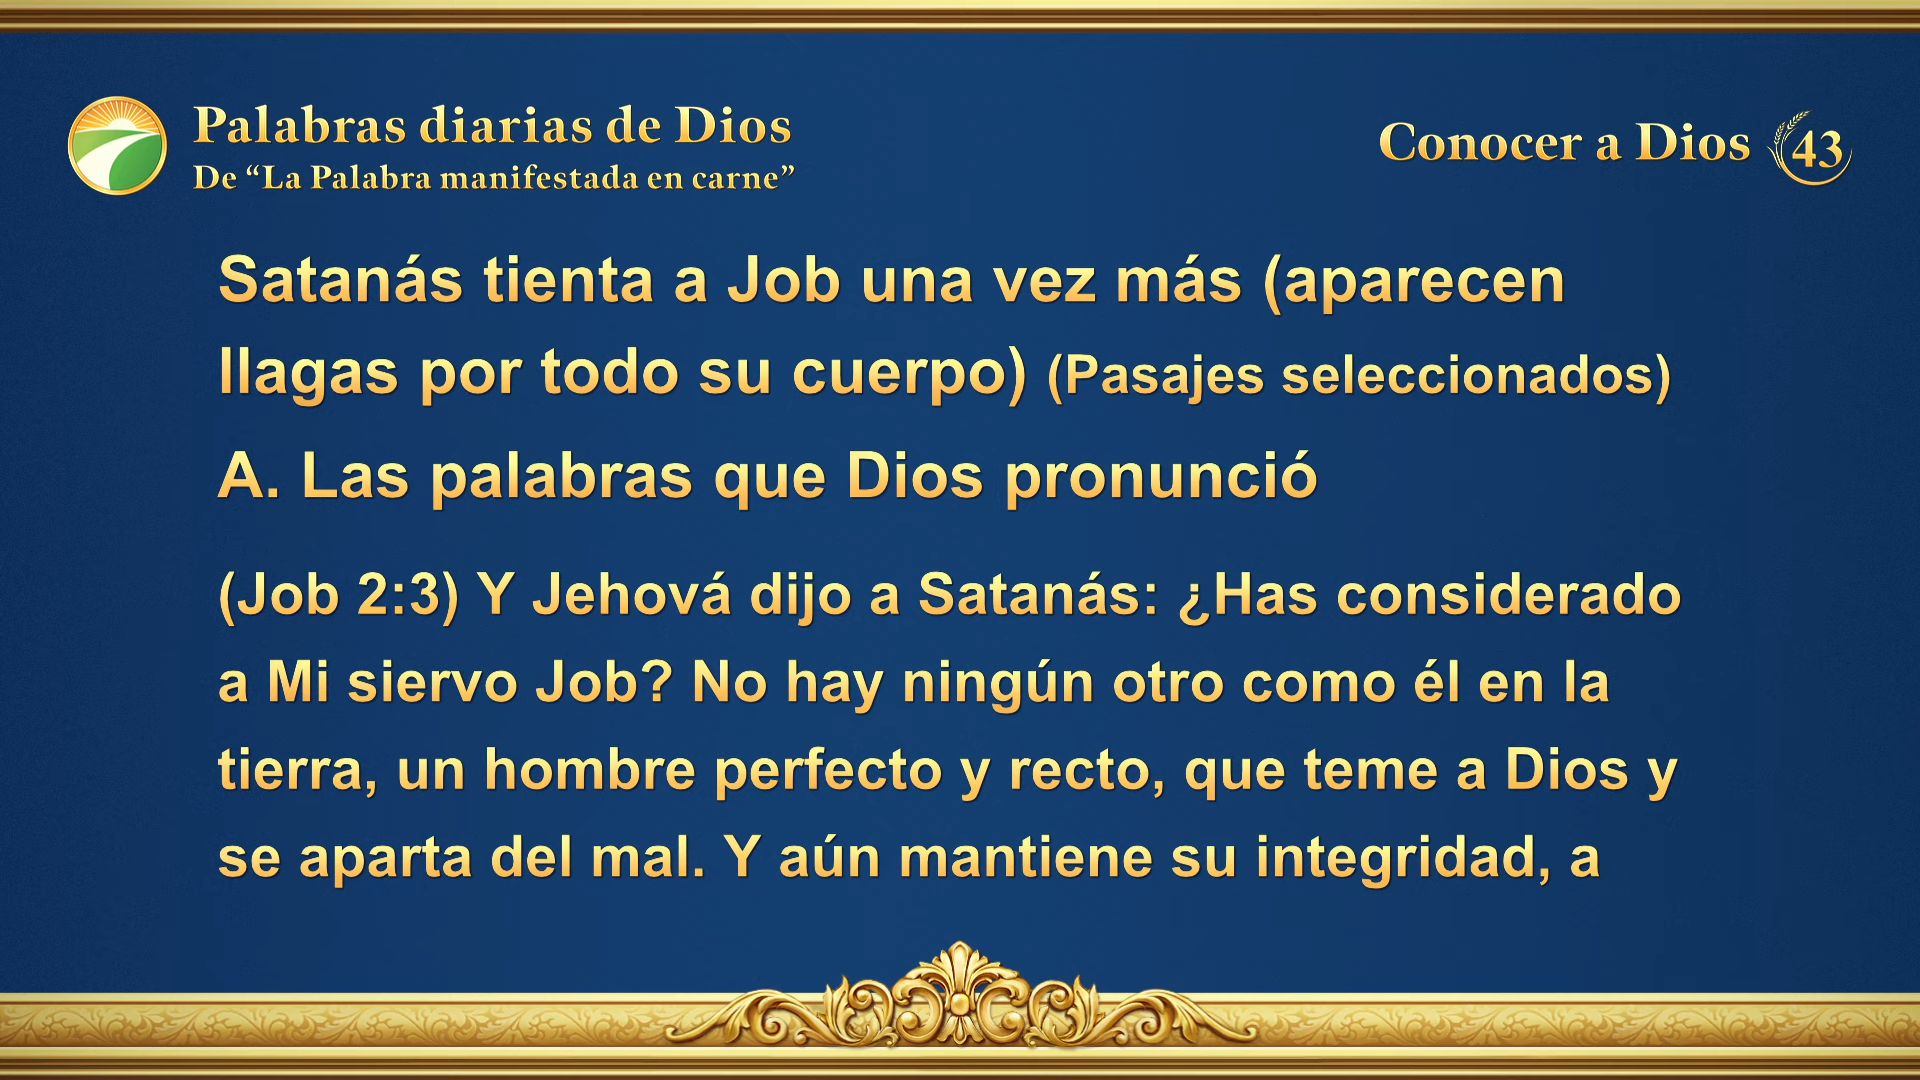 Palabras diarias de Dios
De “La Palabra manifestada en carne”
Conocer a Dios 43
Satanás tienta a Job una vez más (aparecen
llagas por todo su cuerpo) (Pasajes seleccionados)
A. Las palabras que Dios pronunció
(Job 2:3) Y Jehová dijo a Satanás: ¿Has considerado
a Mi siervo Job? No hay ningún otro como él en la
tierra, un hombre perfecto y recto, que teme a Dios y
se aparta del mal. Y aún mantiene su integridad, a